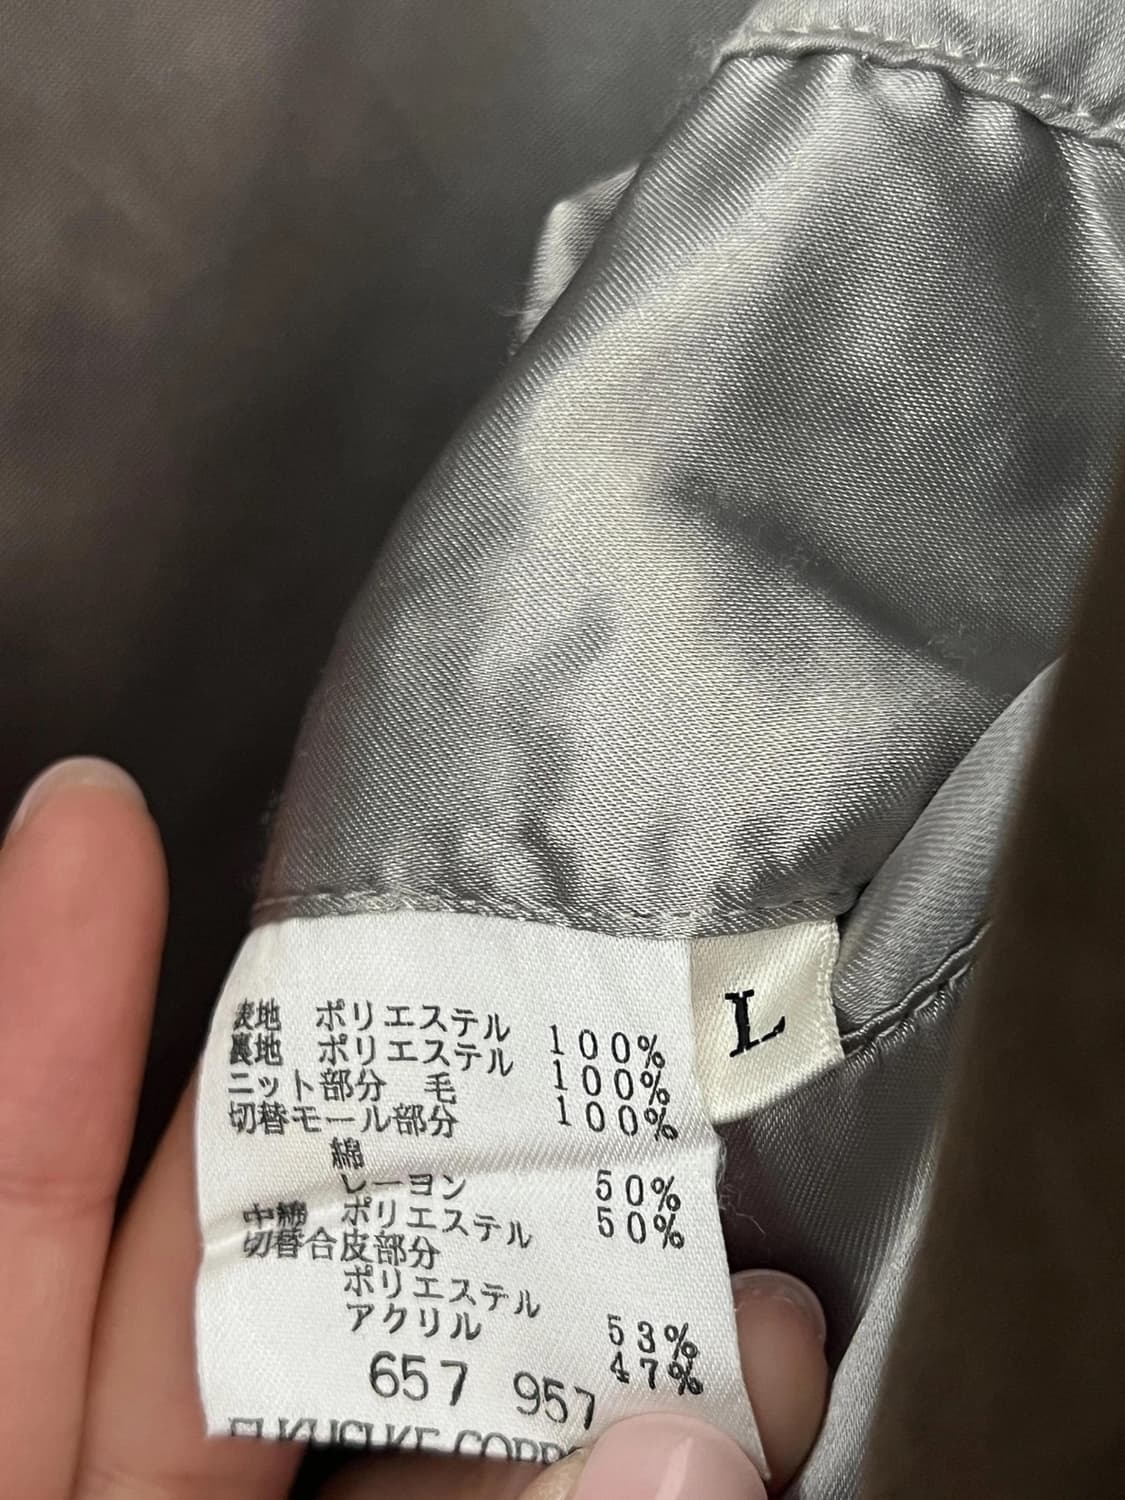 表地 ポリエステル 100%
裏地 ポリエステル 100%
ニット部分 毛 100%
切替モール部分
綿 50%
レーヨン 50%
中綿 ポリエステル
切替合皮部分
ポリエステル 53%
アクリル 47%
657 957
L